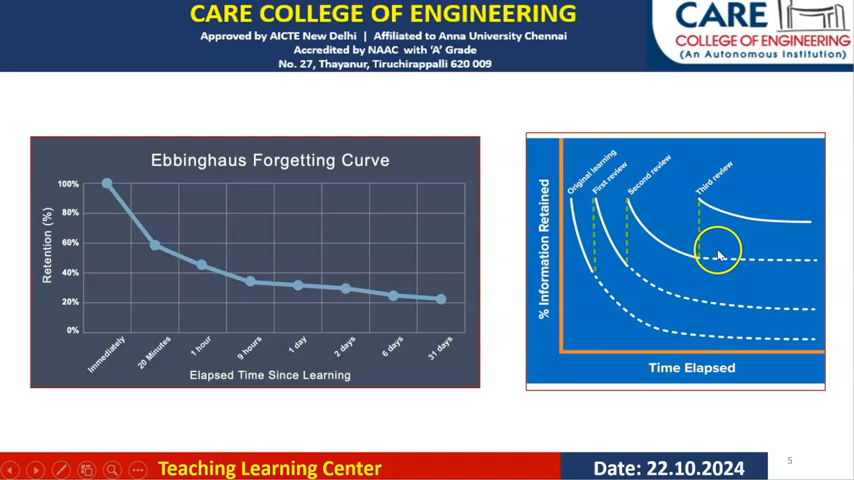 CARE COLLEGE OF ENGINEERING
Approved by AICTE New Delhi | Affiliated to Anna University Chennai
Accredited by NAAC with ‘A’ Grade
No. 27, Thayanur, Tiruchirappalli 620 009
CARE
COLLEGE OF ENGINEERING
(An Autonomous Institution)
Ebbinghaus Forgetting Curve
Retention (%)
100%
80%
60%
40%
20%
0%
Immediately
20 Minutes
1 hour
9 hours
1 day
2 days
6 days
31 days
Elapsed Time Since Learning
Original learning
First review
Second review
Third review
% Information Retained
Time Elapsed
Teaching Learning Center
Date: 22.10.2024
5